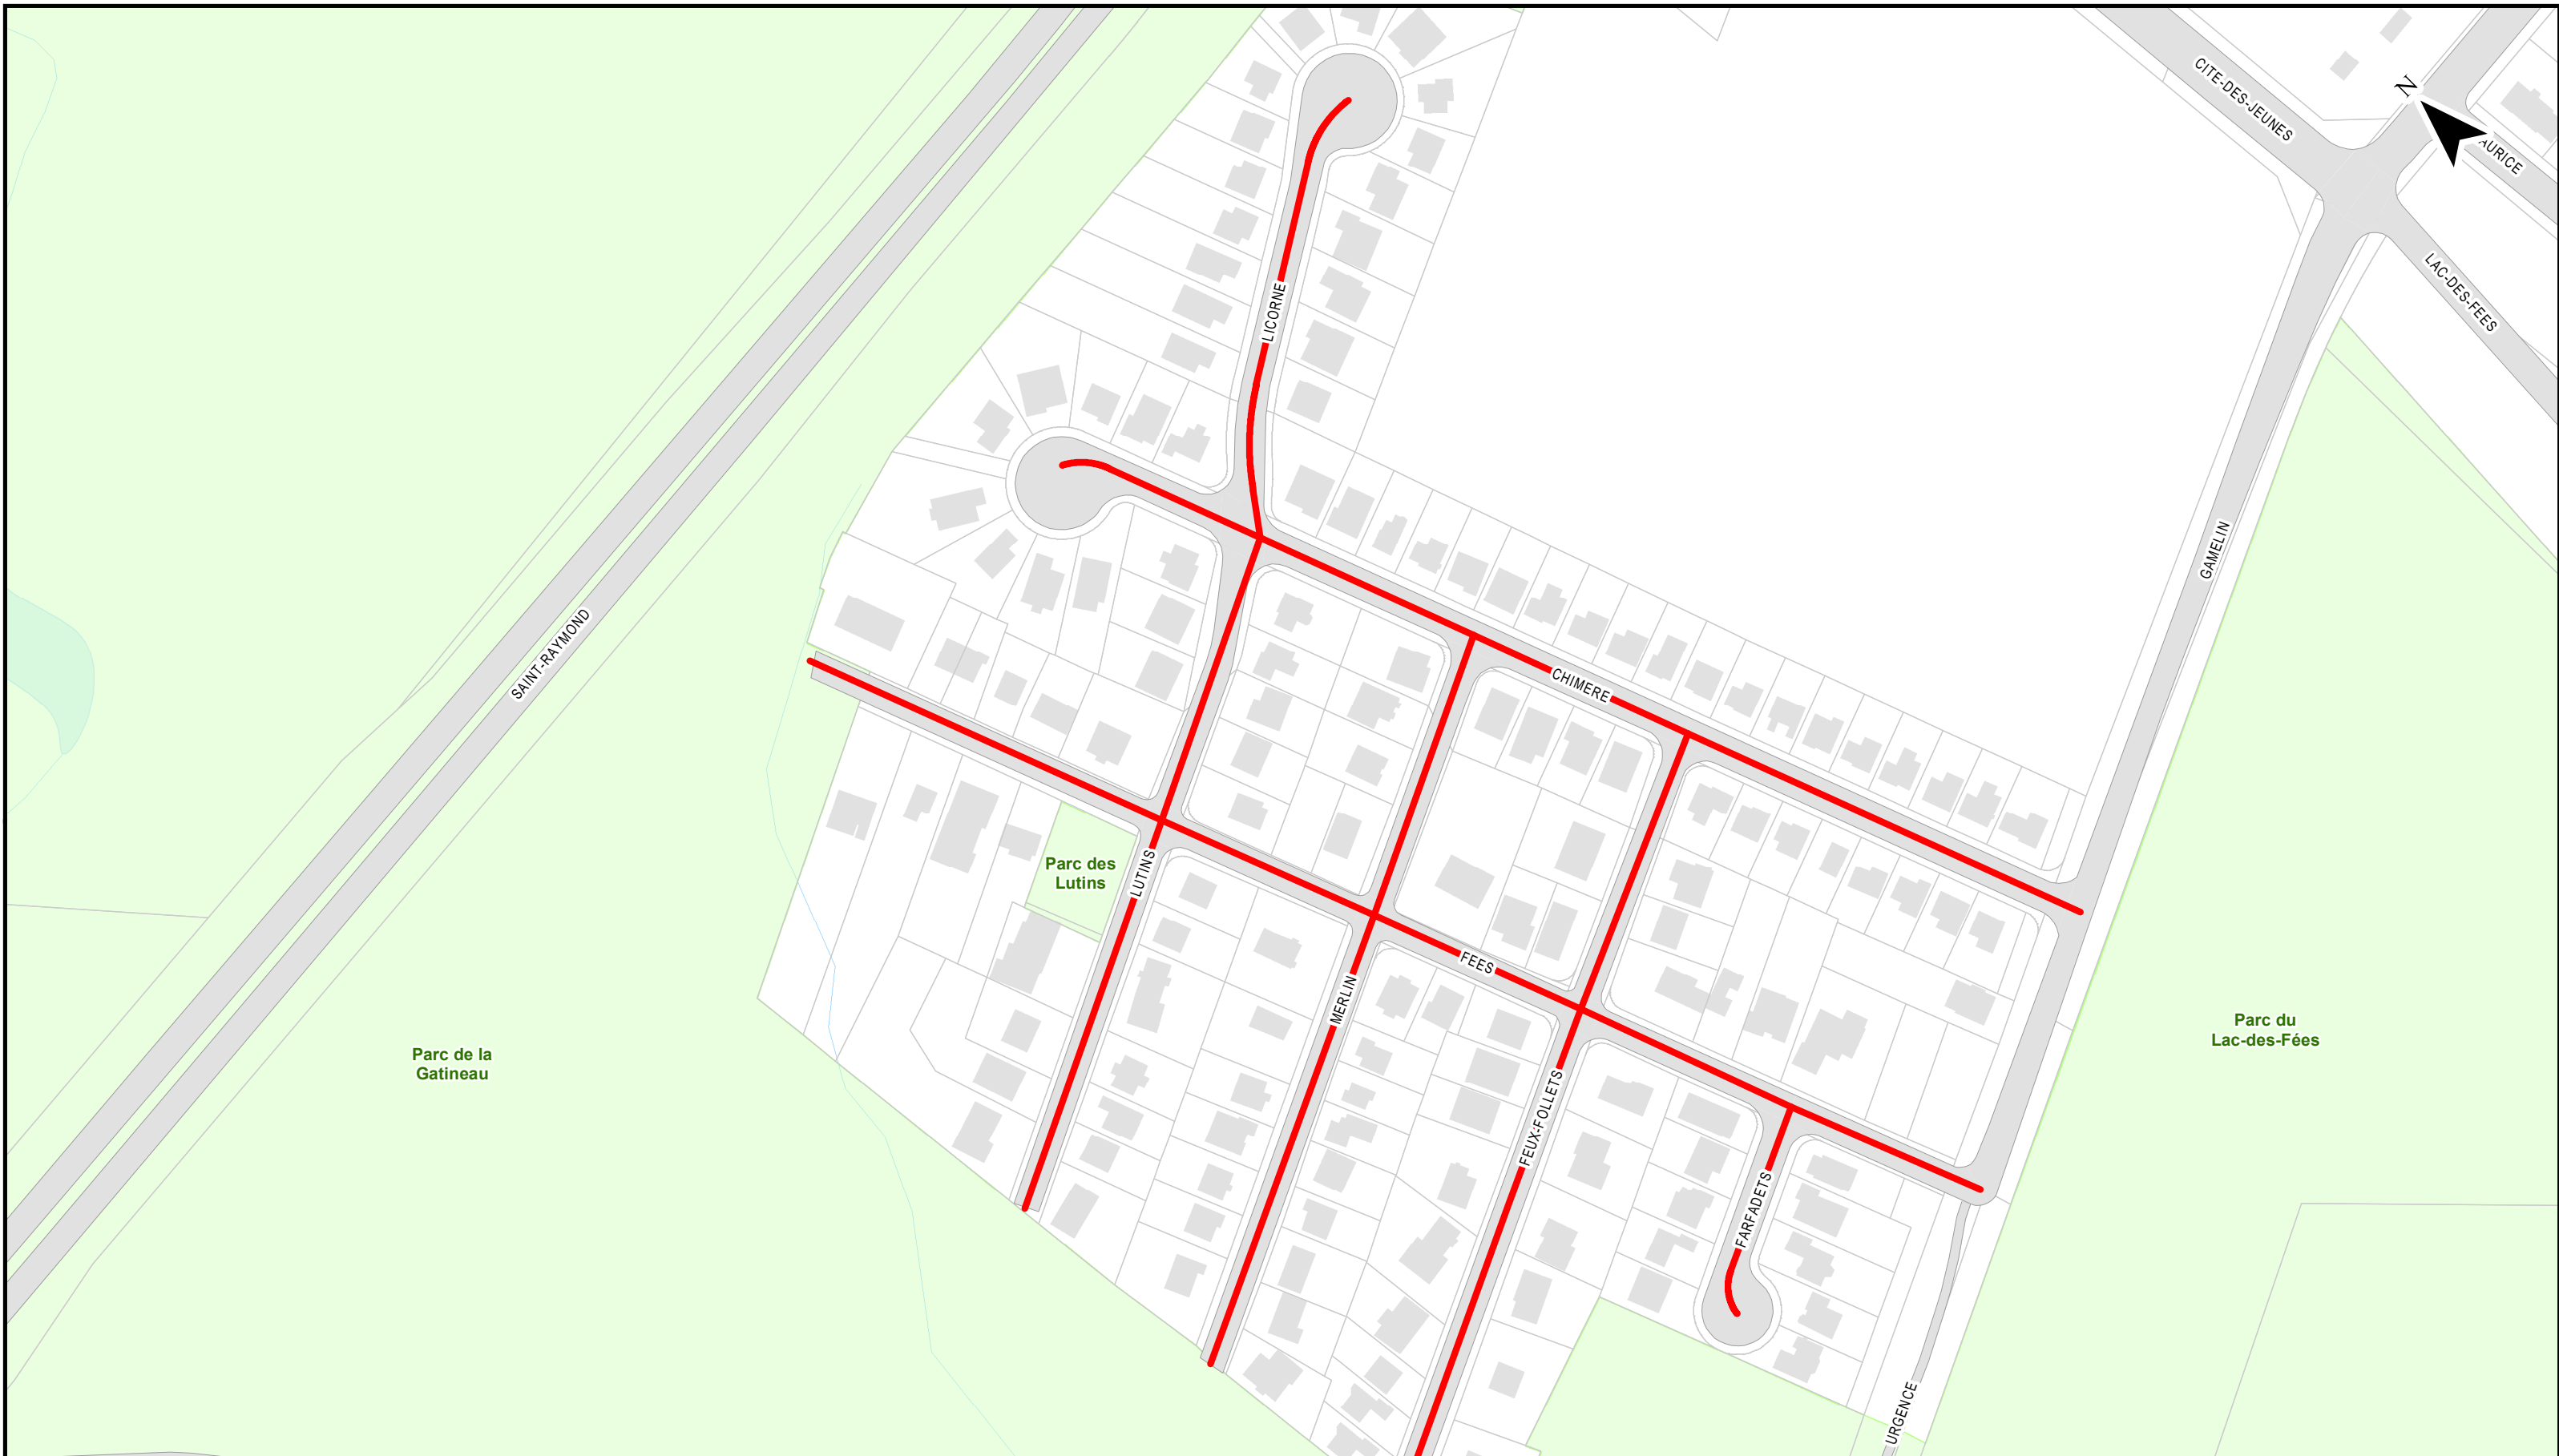 CITE-DES-JEUNES
N
AURICE
LAC-DES-FEES
LICORNE
GAMELIN
SAINT-RAYMOND
CHIMERE
Parc des
Lutins
LUTINS
FEES
MERLIN
Parc du
Lac-des-Fées
Parc de la
Gatineau
FEUX-FOLLETS
FARFADETS
URGENCE